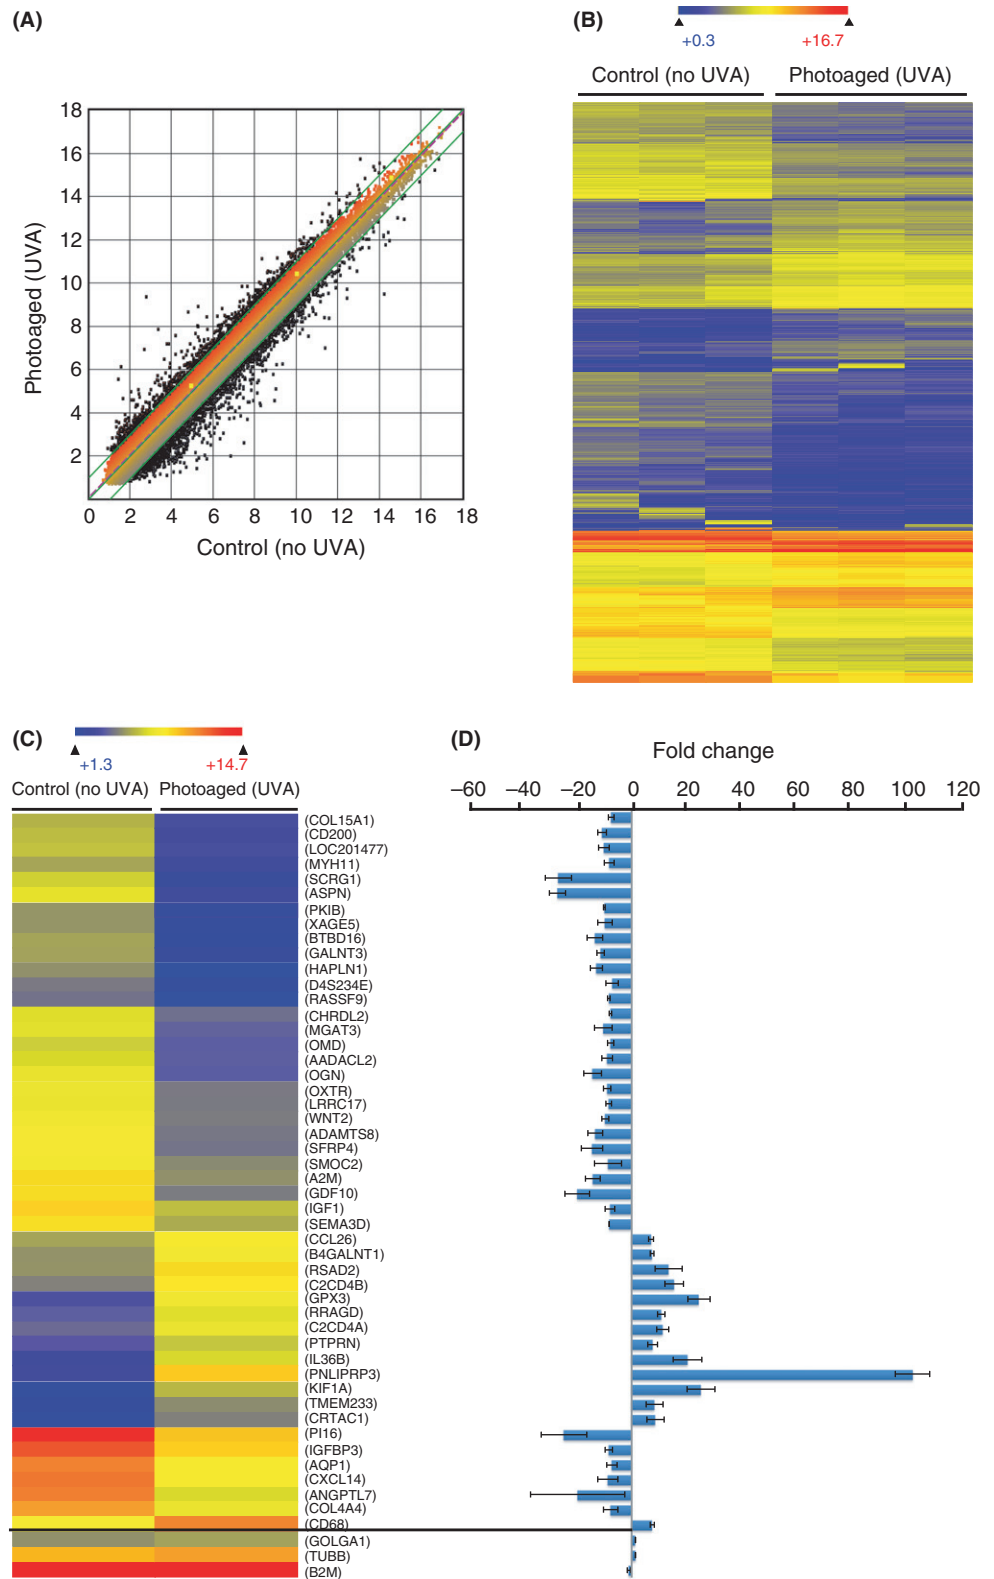 (A)
18
16
14
12
10
8
6
4
2
0 2 4 6 8 10 12 14 16 18
Photoaged (UVA)
Control (no UVA)
(B)
+0.3 +16.7
Control (no UVA) Photoaged (UVA)
(C)
+1.3 +14.7
Control (no UVA) Photoaged (UVA)
(COL15A1)
(CD200)
(LOC201477)
(MYH11)
(SCRG1)
(ASPN)
(PKIB)
(XAGE5)
(BTBD16)
(GALNT3)
(HAPLN1)
(D4S234E)
(RASSF9)
(CHRDL2)
(MGAT3)
(OMD)
(AADACL2)
(OGN)
(OXTR)
(LRRC17)
(WNT2)
(ADAMTS8)
(SFRP4)
(SMOC2)
(A2M)
(GDF10)
(IGF1)
(SEMA3D)
(CCL26)
(B4GALNT1)
(RSAD2)
(C2CD4B)
(GPX3)
(RRAGD)
(C2CD4A)
(PTPRN)
(IL36B)
(PNLIPRP3)
(KIF1A)
(TMEM233)
(CRTAC1)
(PI16)
(IGFBP3)
(AQP1)
(CXCL14)
(ANGPTL7)
(COL4A4)
(CD68)
(GOLGA1)
(TUBB)
(B2M)
(D)
Fold change
−60 −40 −20 0 20 40 60 80 100 120